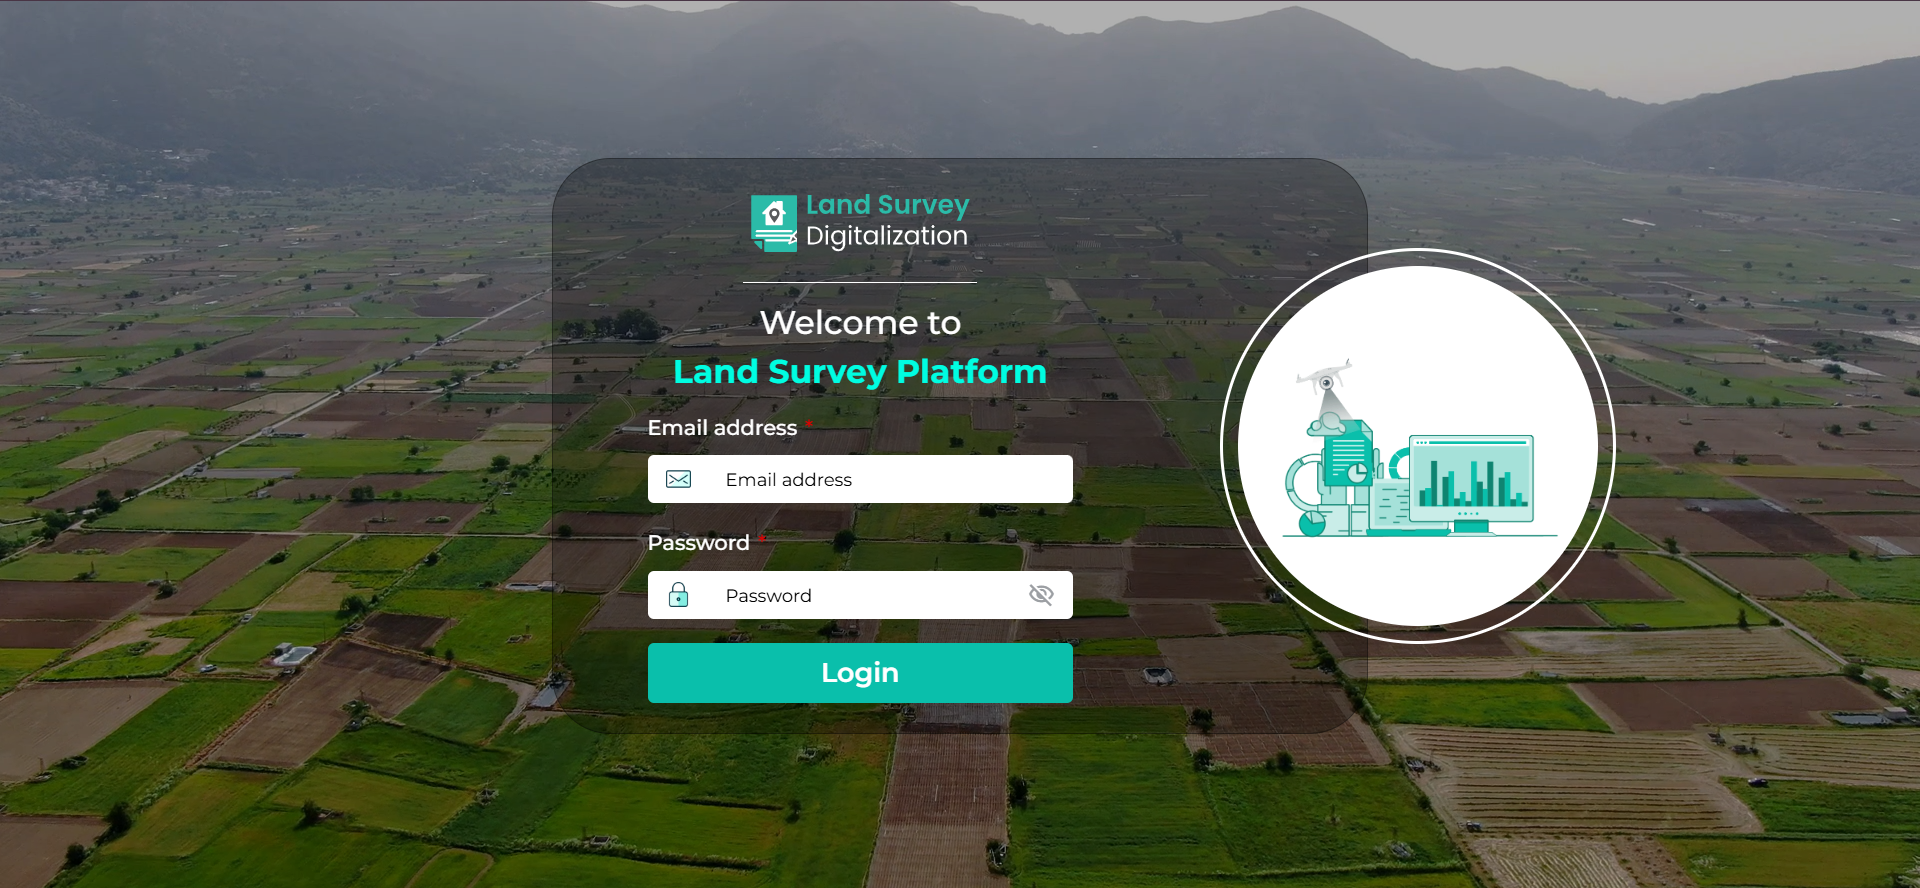 Land Survey
Digitalization
Welcome to
Land Survey Platform
Email address *
Email address
Password *
Password
Login